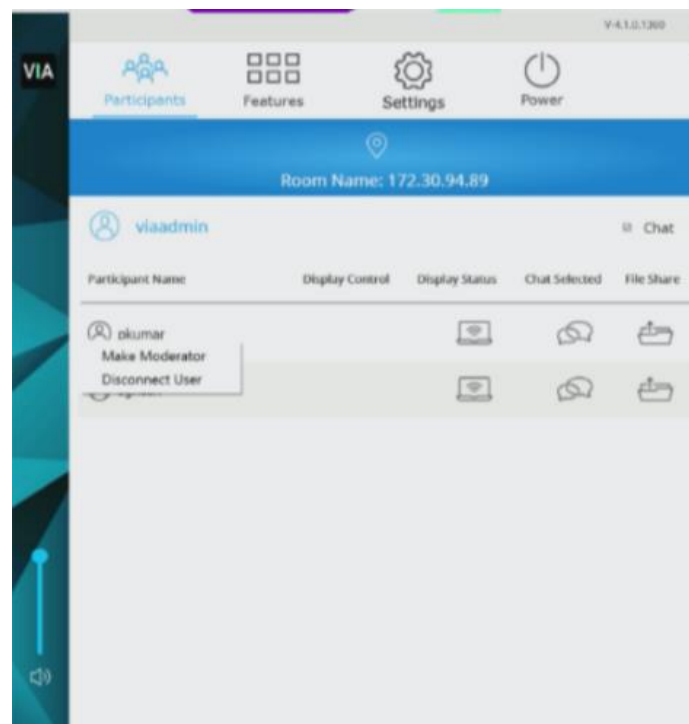 V-4.1.0.1360
VIA
Participants Features Settings Power
Room Name: 172.30.94.89
viaadmin Chat
Participant Name Display Control Display Status Chat Selected File Share
pkumar
Make Moderator
Disconnect User